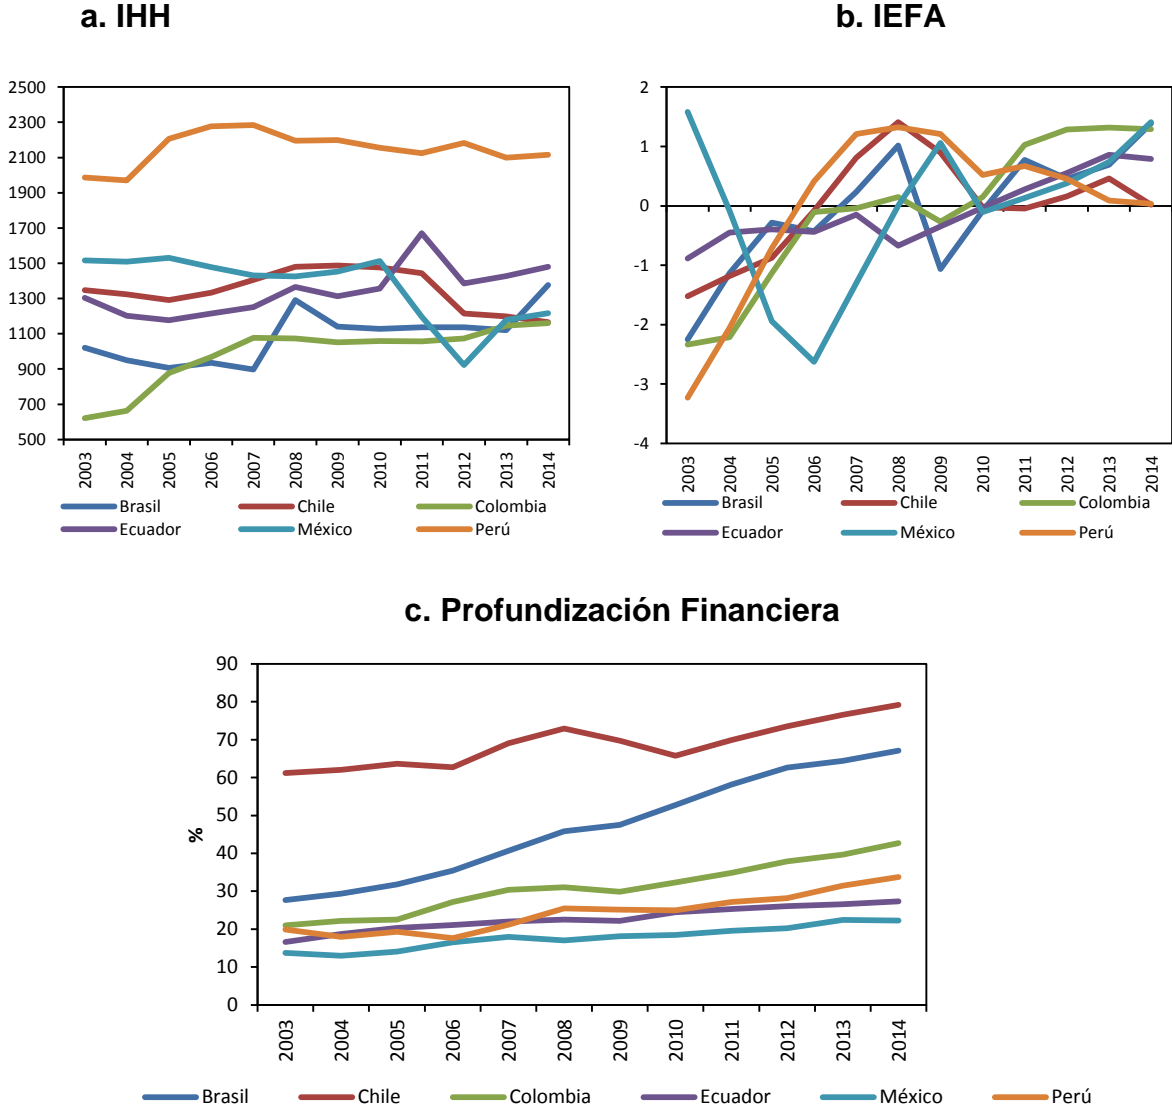 a. IHH
2500
2300
2100
1900
1700
1500
1300
1100
900
700
500
2003 2004 2005 2006 2007 2008 2009 2010 2011 2012 2013 2014
Brasil Chile Colombia
Ecuador México Perú
b. IEFA
2
1
0
-1
-2
-3
-4
2003 2004 2005 2006 2007 2008 2009 2010 2011 2012 2013 2014
Brasil Chile Colombia
Ecuador México Perú
c. Profundización Financiera
%
90
80
70
60
50
40
30
20
10
0
2003 2004 2005 2006 2007 2008 2009 2010 2011 2012 2013 2014
Brasil Chile Colombia Ecuador México Perú